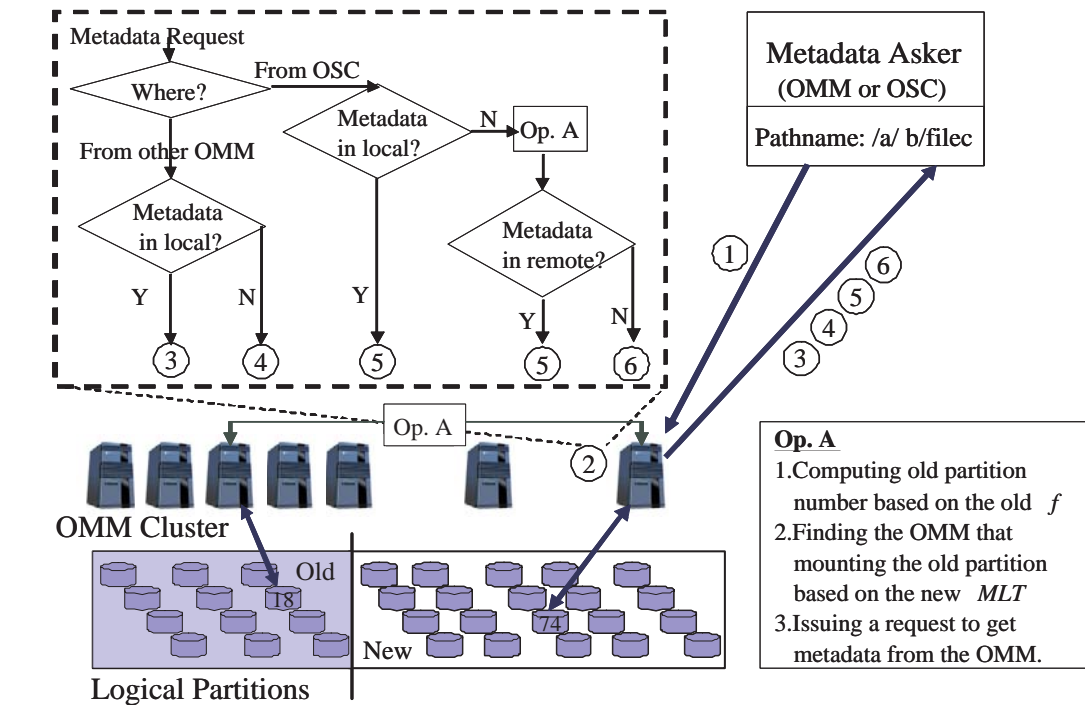 Metadata Request
Where?
From OSC
From other OMM
Metadata
in local?
Y
N
3
4
Metadata
in local?
Y
N
5
Op. A
Metadata
in remote?
Y
N
5
6
Metadata Asker
(OMM or OSC)
Pathname: /a/ b/filec
1
6
5
4
3
Op. A
2
OMM Cluster
Old
18
74
New
Logical Partitions
Op. A
1.Computing old partition
number based on the old f
2.Finding the OMM that
mounting the old partition
based on the new MLT
3.Issuing a request to get
metadata from the OMM.